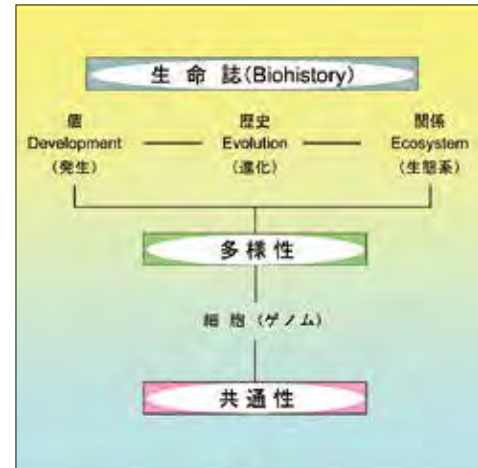 生命誌(Biohistory)
個 歴史 関係
Development Evolution Ecosystem
(発生) (進化) (生態系)
多様性
細胞(ゲノム)
共通性